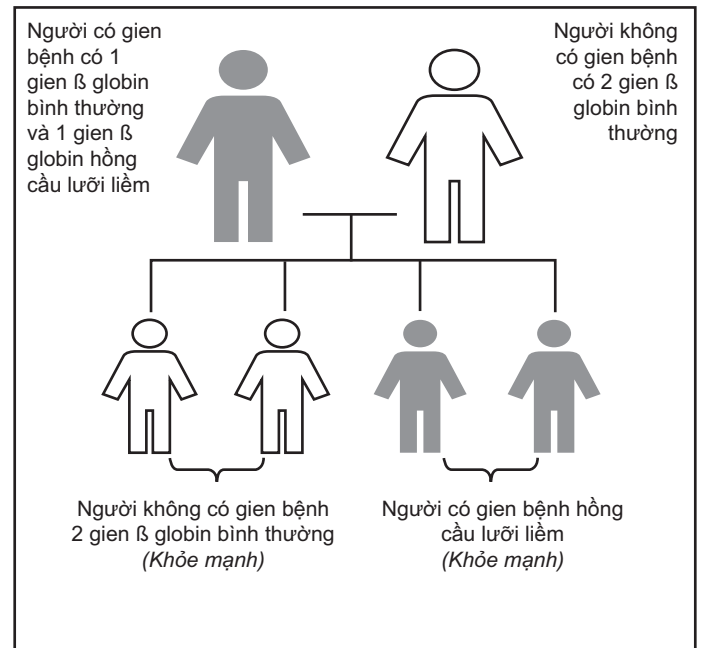 Người có gien
bệnh có 1
gien ß globin
bình thường
và 1 gien ß
globin hồng
cầu lưỡi liềm
Người không
có gien bệnh
có 2 gien ß
globin bình
thường
Người không có gien bệnh
2 gien ß globin bình thường
(Khỏe mạnh)
Người có gien bệnh hồng
cầu lưỡi liềm
(Khỏe mạnh)